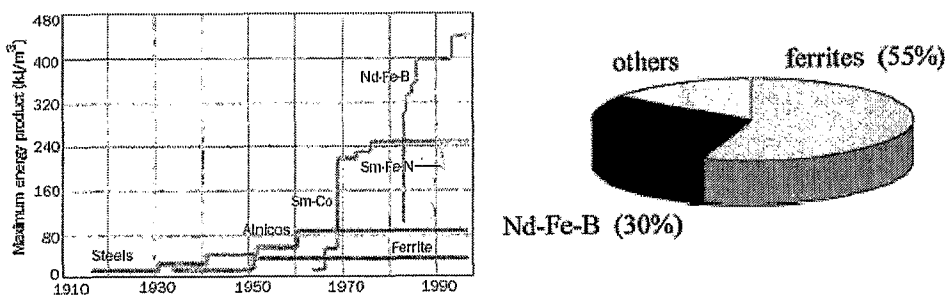 Maximum energy product (kJ/m³)
480
400
320
240
160
80
0
1910
1930
1950
1970
1990
Steels
Alnicos
Sm-Co
Nd-Fe-B
Sm-Fe-N
Ferrite
others
ferrites (55%)
Nd-Fe-B (30%)